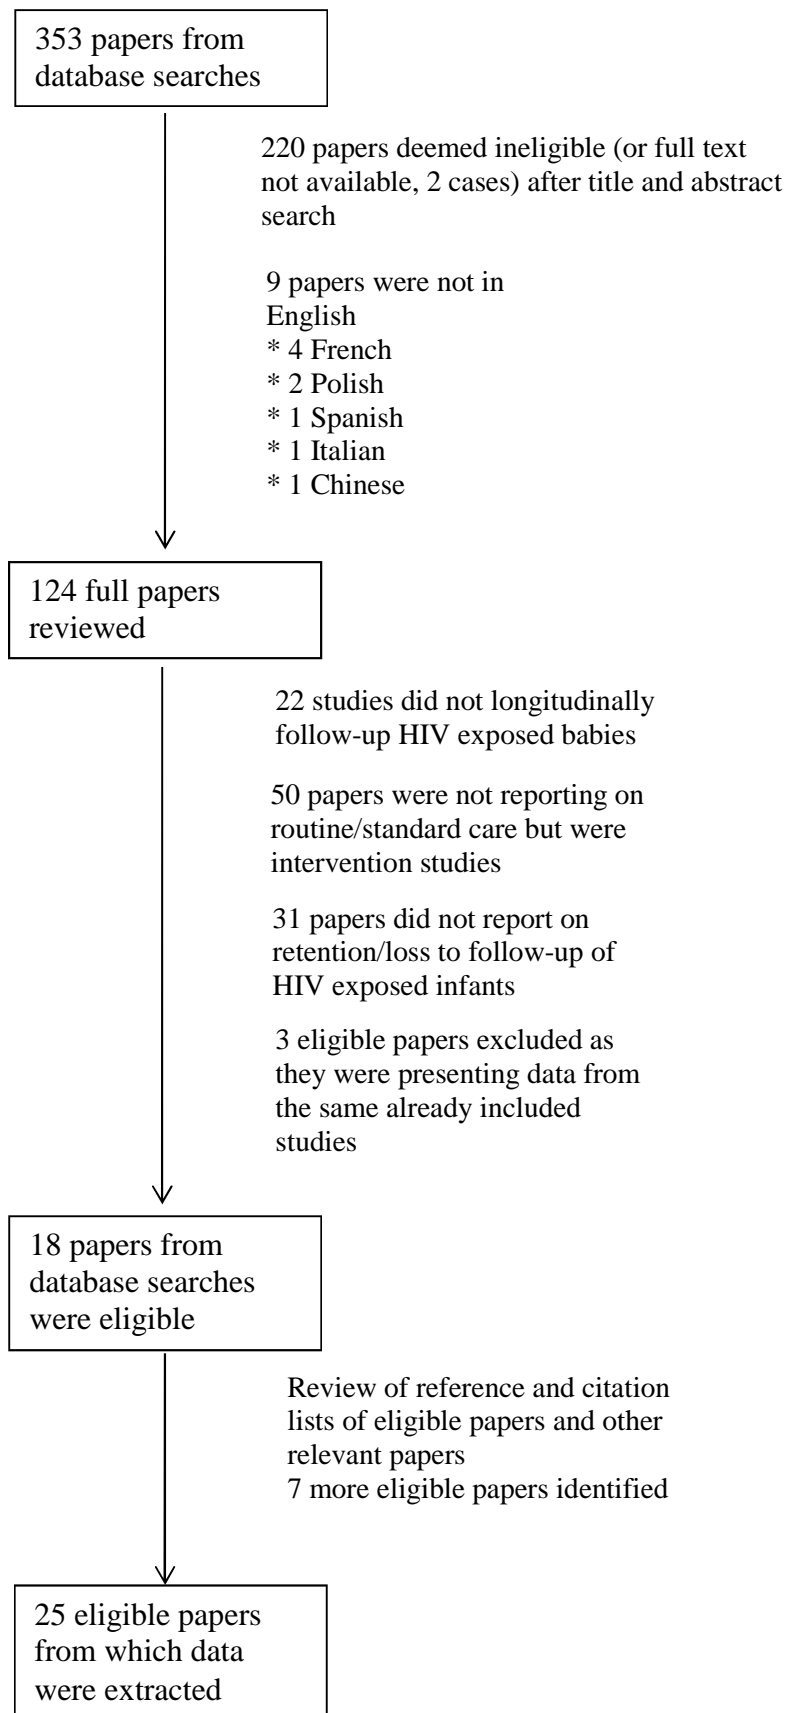 353 papers from
database searches
220 papers deemed ineligible (or full text
not available, 2 cases) after title and abstract
search
9 papers were not in
English
* 4 French
* 2 Polish
* 1 Spanish
* 1 Italian
* 1 Chinese
124 full papers
reviewed
22 studies did not longitudinally
follow-up HIV exposed babies
50 papers were not reporting on
routine/standard care but were
intervention studies
31 papers did not report on
retention/loss to follow-up of
HIV exposed infants
3 eligible papers excluded as
they were presenting data from
the same already included
studies
18 papers from
database searches
were eligible
Review of reference and citation
lists of eligible papers and other
relevant papers
7 more eligible papers identified
25 eligible papers
from which data
were extracted